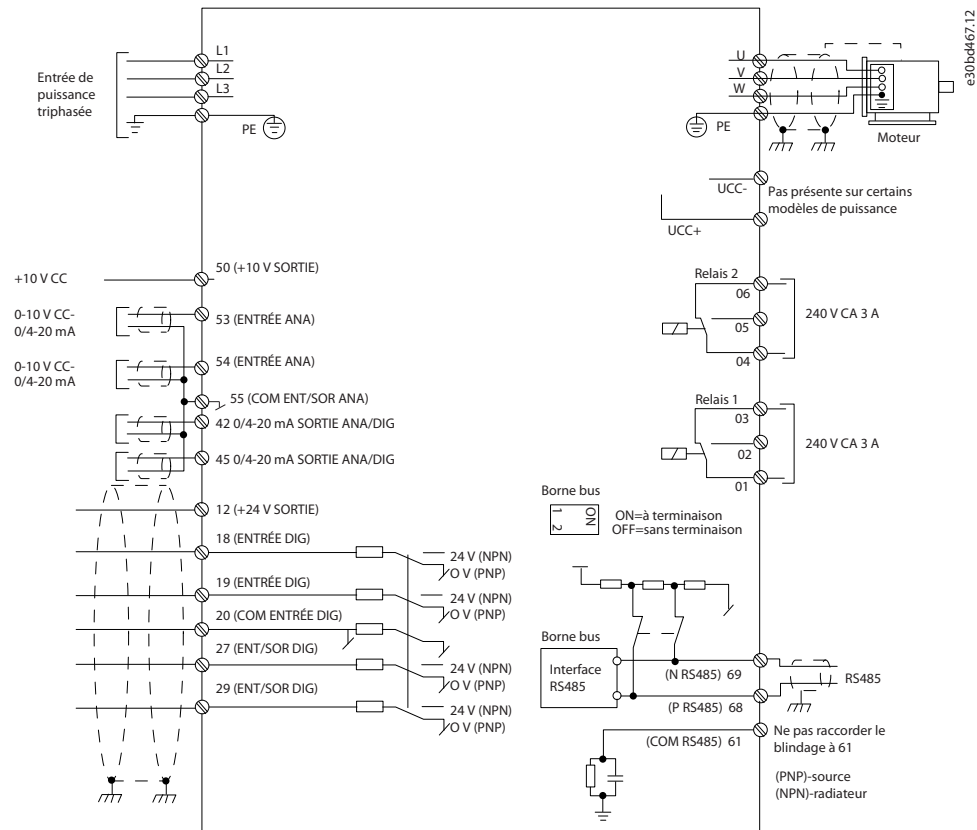 e30bd467.12
Entrée de
puissance
triphasée
L1
L2
L3
PE
U
V
W
PE
Moteur
UCC-
Pas présente sur certains
modèles de puissance
UCC+
+10 V CC
50 (+10 V SORTIE)
0-10 V CC-
0/4-20 mA
53 (ENTRÉE ANA)
0-10 V CC-
0/4-20 mA
54 (ENTRÉE ANA)
55 (COM ENT/SOR ANA)
42 0/4-20 mA SORTIE ANA/DIG
45 0/4-20 mA SORTIE ANA/DIG
12 (+24 V SORTIE)
18 (ENTRÉE DIG)
24 V (NPN)
O V (PNP)
19 (ENTRÉE DIG)
24 V (NPN)
O V (PNP)
20 (COM ENTRÉE DIG)
27 (ENT/SOR DIG)
24 V (NPN)
O V (PNP)
29 (ENT/SOR DIG)
24 V (NPN)
O V (PNP)
Relais 2
06
05
04
240 V CA 3 A
Relais 1
03
02
01
240 V CA 3 A
Borne bus
1 2
ON
ON=à terminaison
OFF=sans terminaison
Borne bus
Interface
RS485
(N RS485) 69
RS485
(P RS485) 68
(COM RS485) 61
Ne pas raccorder le
blindage à 61
(PNP)-source
(NPN)-radiateur